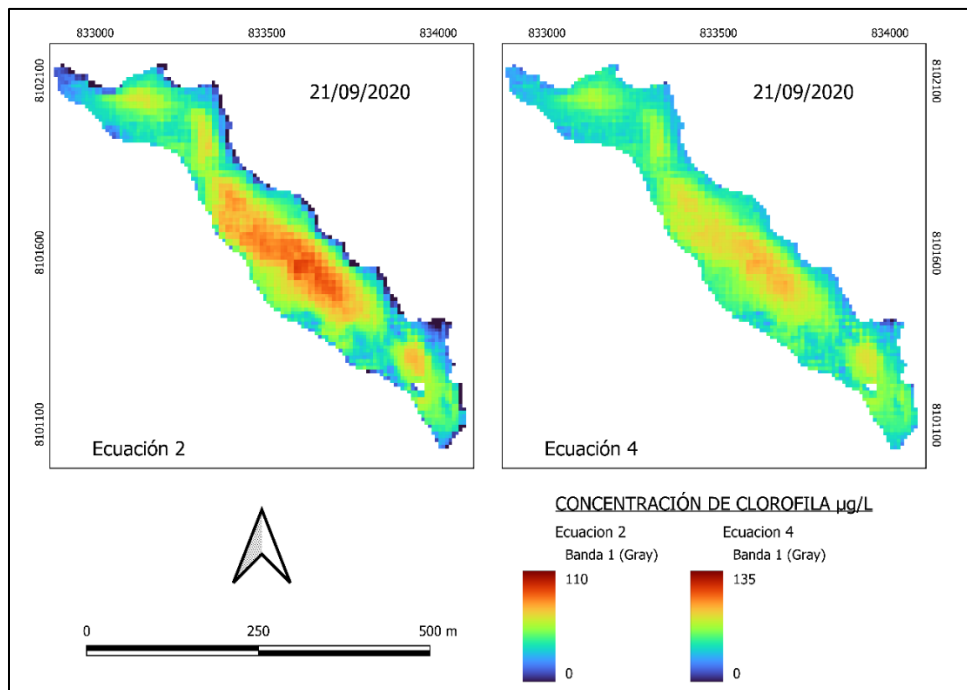 833000 833500 834000
833000 833500 834000
8102100
8101600
8101100
21/09/2020
Ecuación 2
21/09/2020
Ecuación 4
8102100
8101600
8101100
CONCENTRACIÓN DE CLOROFILA µg/L
Ecuacion 2
Banda 1 (Gray)
110
0
Ecuacion 4
Banda 1 (Gray)
135
0
0 250 500 m